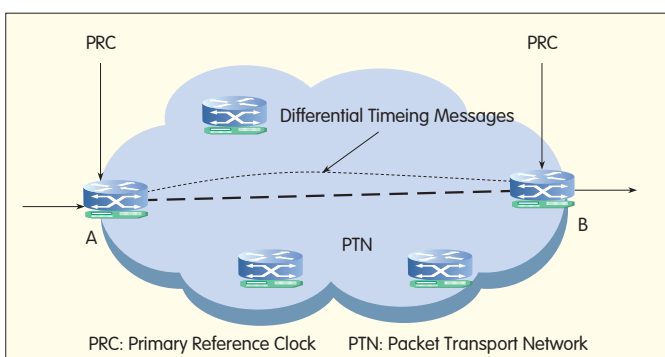 PRC PRC
Differential Timeing Messages
A B
PTN
PRC: Primary Reference Clock PTN: Packet Transport Network